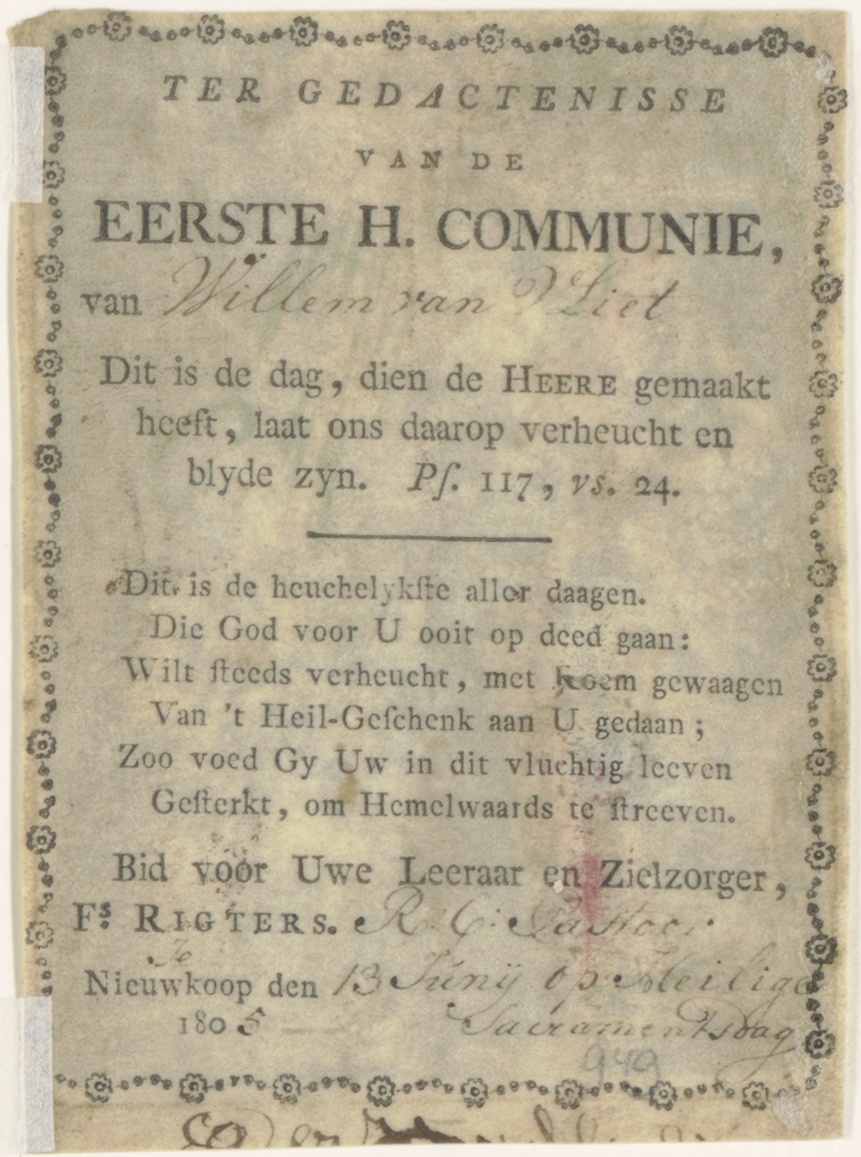 TER GEDACTENISSE
VAN DE
EERSTE H. COMMUNIE,
van Willem van Vliet
Dit is de dag, dien de HEERE gemaakt
heeft, laat ons daarop verheucht en
blyde zyn. Pſ. 117, vs. 24.
Dit is de heuchelykſte aller daagen.
Die God voor U ooit op deed gaan:
Wilt ſteeds verheucht, met Roem gewaagen
Van 't Heil-Geſchenk aan U gedaan;
Zoo voed Gy Uw in dit vluchtig leeven
Geſterkt, om Hemelwaards te ſtreeven.
Bid voor Uwe Leeraar en Zielzorger,
Fs. RIGTERS. R. C. Pastoor
Te
Nieuwkoop den 13 Junij op Heilige
1805 Sacramentsdag
949